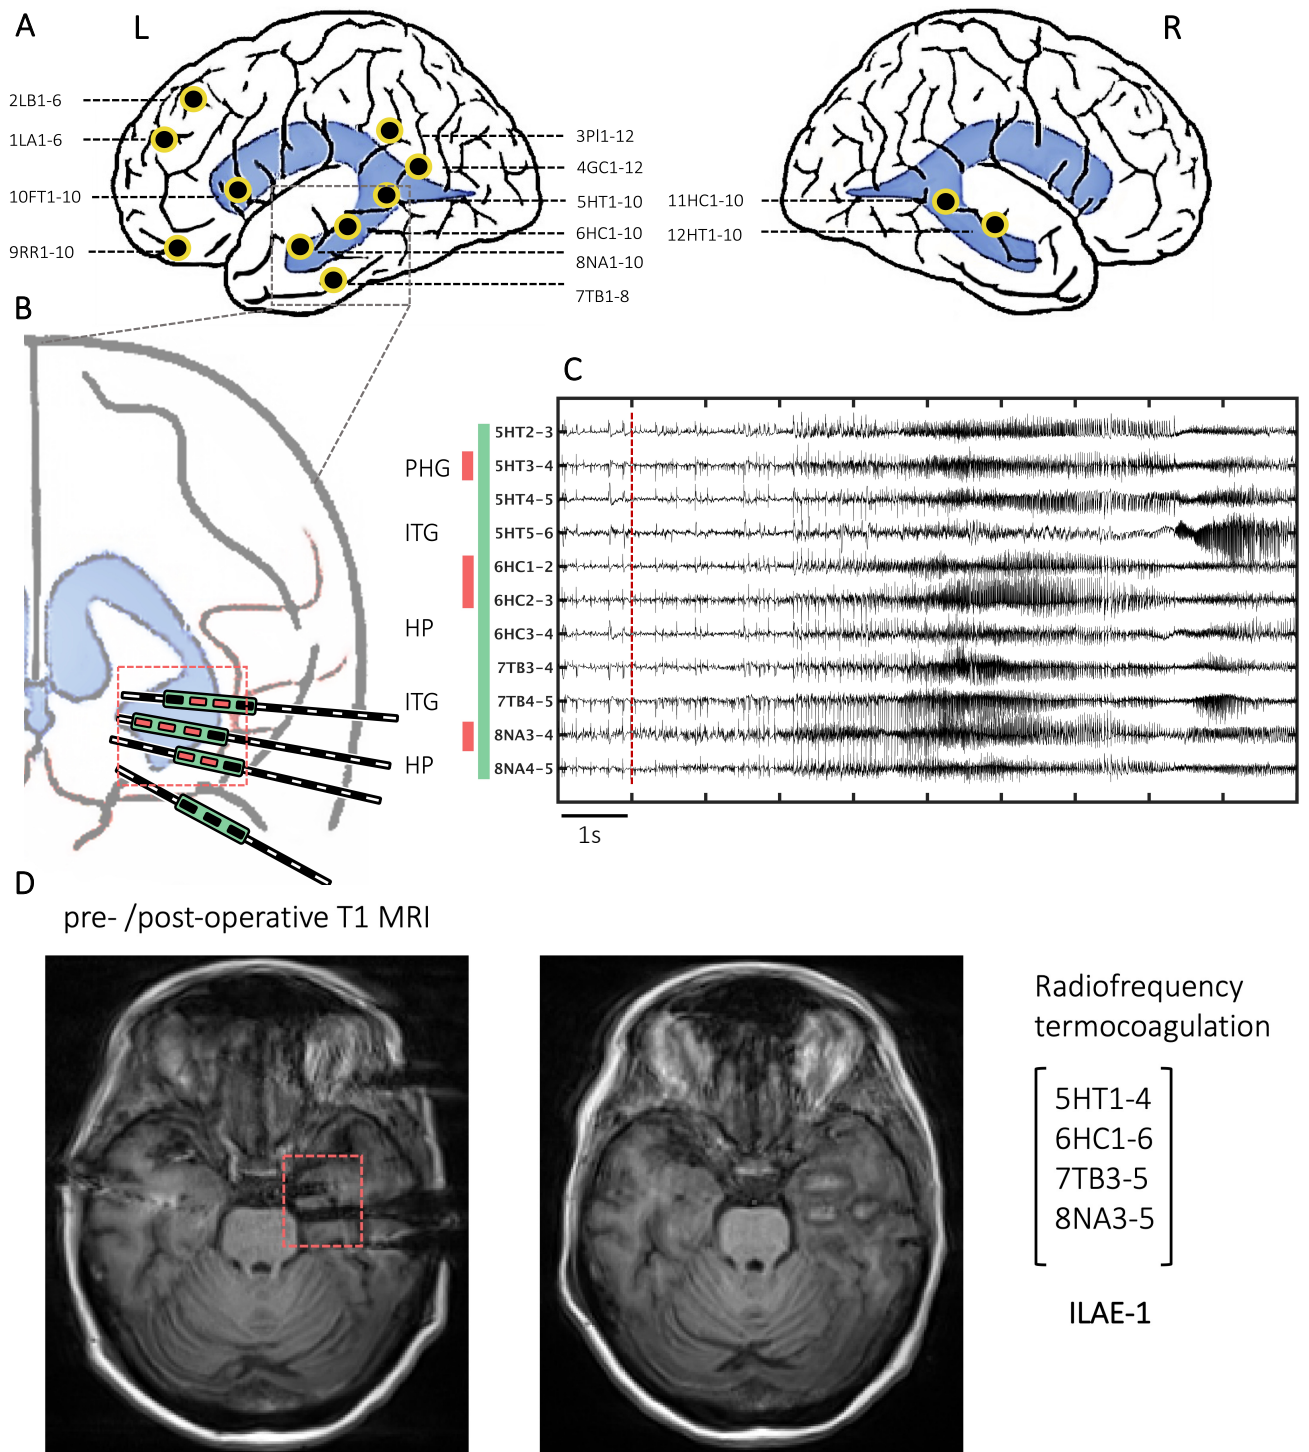 A
L
R
2LB1-6
1LA1-6
10FT1-10
9RR1-10
3Pl1-12
4GC1-12
5HT1-10
6HC1-10
8NA1-10
7TB1-8
11HC1-10
12HT1-10
B
C
PHG
ITG
HP
ITG
HP
5HT2-3
5HT3-4
5HT4-5
5HT5-6
6HC1-2
6HC2-3
6HC3-4
7TB3-4
7TB4-5
8NA3-4
8NA4-5
1s
D
pre- /post-operative T1 MRI
Radiofrequency
termocoagulation
5HT1-4
6HC1-6
7TB3-5
8NA3-5
ILAE-1